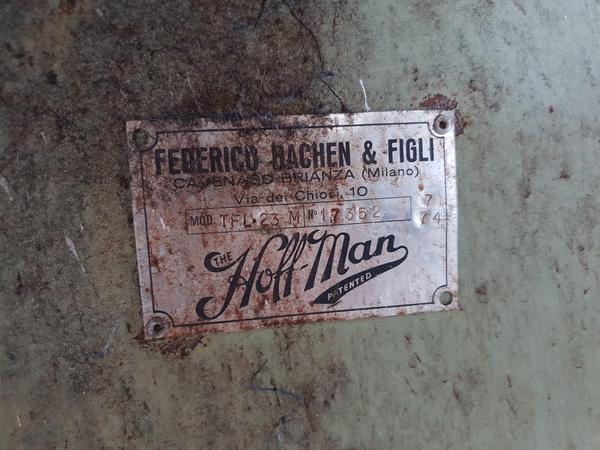 FEDERICO BACHEN & FIGLI
CAVENAGO BRIANZA (Milano)
Via dei Chiosi, 10
MOD. TFL-23 M Nº 17352 7 74
THE Hoff-Man
PATENTED